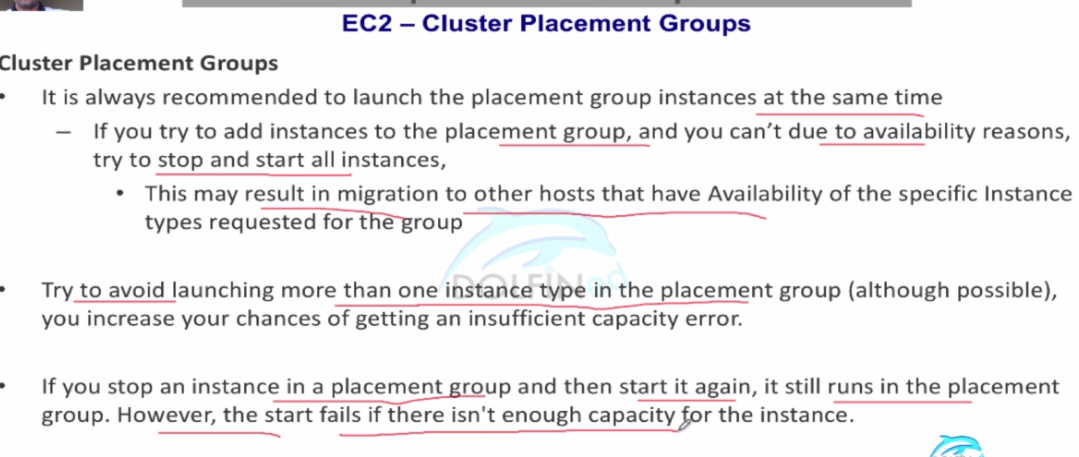 EC2 – Cluster Placement Groups
Cluster Placement Groups
• It is always recommended to launch the placement group instances at the same time
– If you try to add instances to the placement group, and you can't due to availability reasons,
try to stop and start all instances,
• This may result in migration to other hosts that have Availability of the specific Instance
types requested for the group
DOLFINed
• Try to avoid launching more than one instance type in the placement group (although possible),
you increase your chances of getting an insufficient capacity error.
• If you stop an instance in a placement group and then start it again, it still runs in the placement
group. However, the start fails if there isn't enough capacity for the instance.